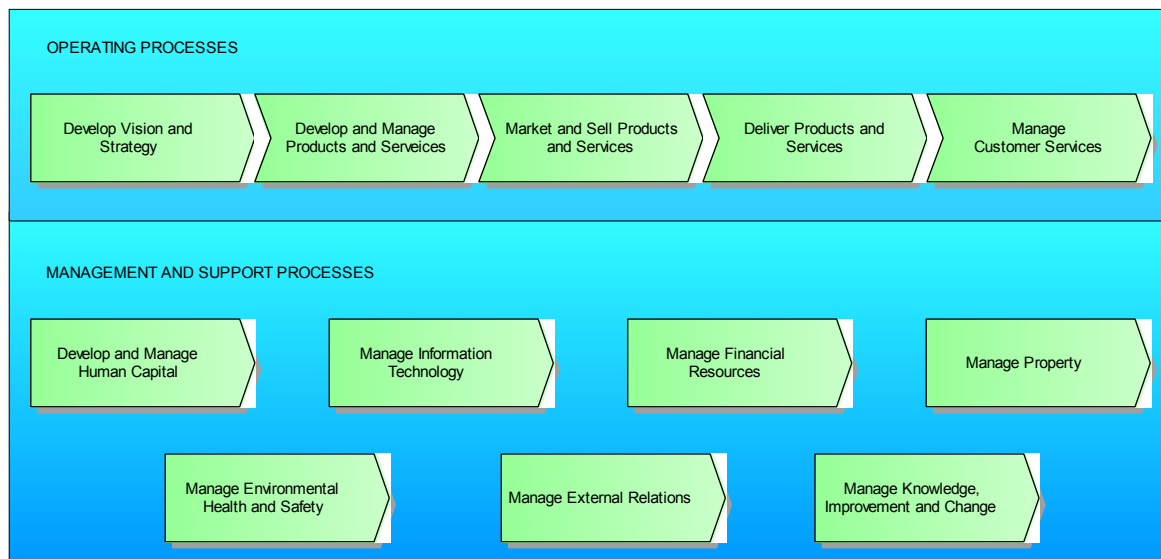 OPERATING PROCESSES
Develop Vision and
Strategy
Develop and Manage
Products and Serveices
Market and Sell Products
and Services
Deliver Products and
Services
Manage
Customer Services
MANAGEMENT AND SUPPORT PROCESSES
Develop and Manage
Human Capital
Manage Information
Technology
Manage Financial
Resources
Manage Property
Manage Environmental
Health and Safety
Manage External Relations
Manage Knowledge,
Improvement and Change